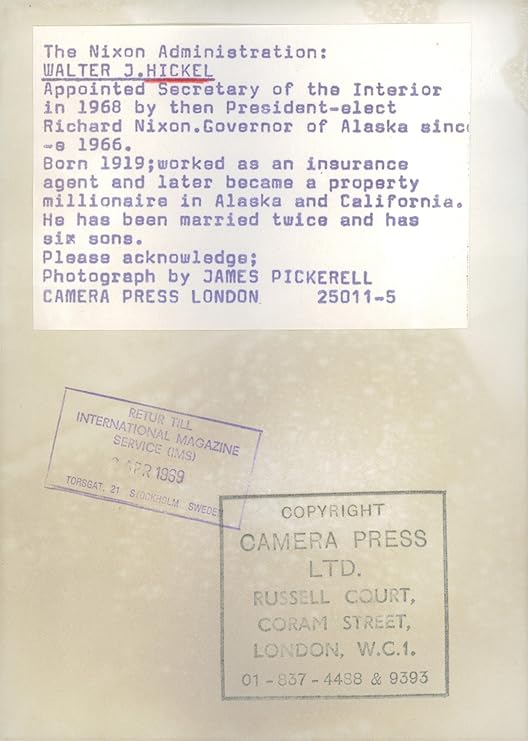 The Nixon Administration:
WALTER J.HICKEL
Appointed Secretary of the Interior
in 1968 by then President-elect
Richard Nixon.Governor of Alaska sinc
-e 1966.
Born 1919;worked as an insurance
agent and later became a property
millionaire in Alaska and California.
He has been married twice and has
six sons.
Please acknowledge;
Photograph by JAMES PICKERELL
CAMERA PRESS LONDON 25011-5
RETUR TILL
INTERNATIONAL MAGAZINE
SERVICE (IMS)
APR 1969
TORSGAT. 21 STOCKHOLM SWEDEN
COPYRIGHT
CAMERA PRESS
LTD.
RUSSELL COURT,
CORAM STREET,
LONDON, W.C.1.
01-837-4488 & 9393